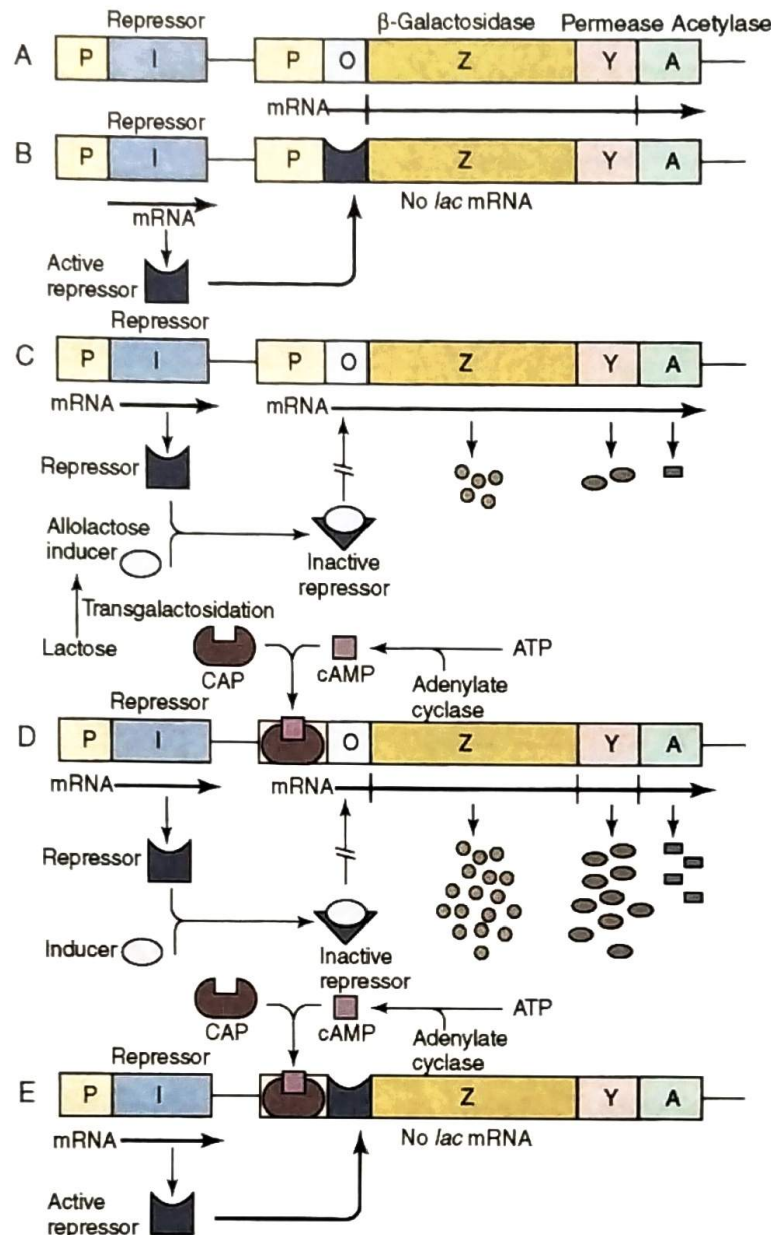 Repressor β-Galactosidase Permease Acetylase
A P I P O Z Y A
mRNA
Repressor
B P I P Z Y A
mRNA No lac mRNA
Active
repressor
Repressor
C P I P O Z Y A
mRNA mRNA
Repressor
Allolactose
inducer
Inactive
repressor
Transgalactosidation
Lactose
CAP cAMP ATP
Adenylate
cyclase
Repressor
D P I O Z Y A
mRNA mRNA
Repressor
Inducer
Inactive
repressor
CAP cAMP ATP
Adenylate
cyclase
Repressor
E P I Z Y A
mRNA No lac mRNA
Active
repressor